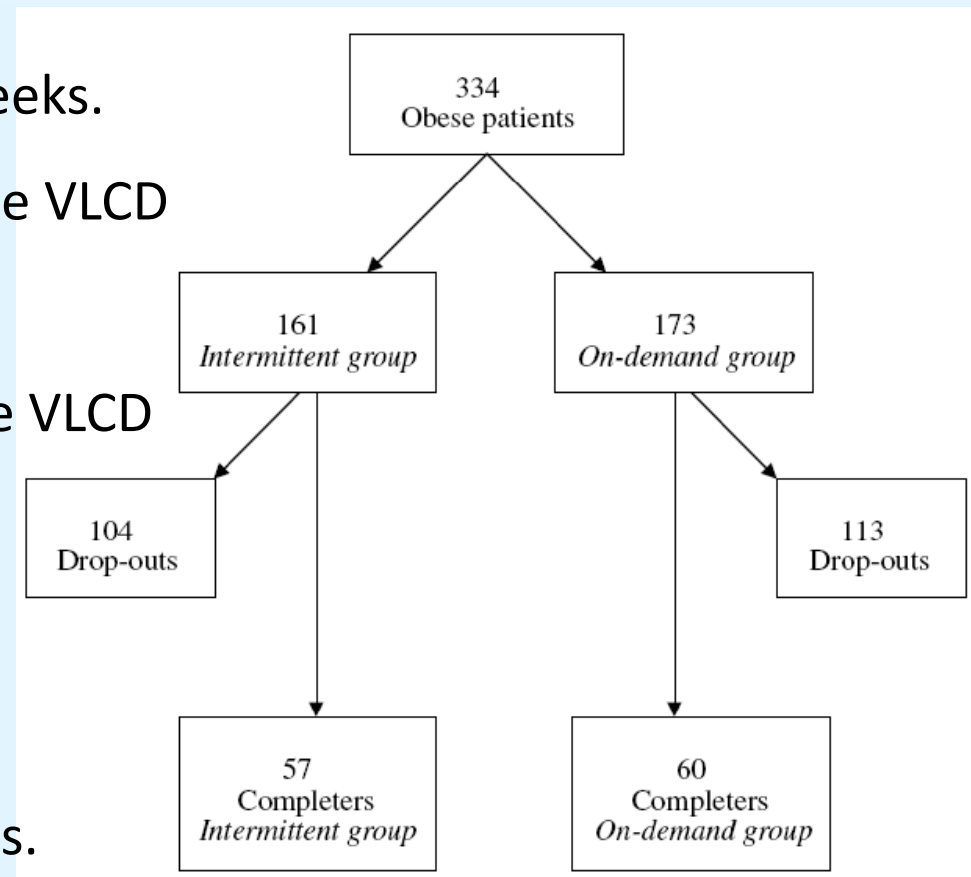 eeks.
e VLCD
e VLCD
s.
334
Obese patients
161
Intermittent group
173
On-demand group
104
Drop-outs
113
Drop-outs
57
Completers
Intermittent group
60
Completers
On-demand group